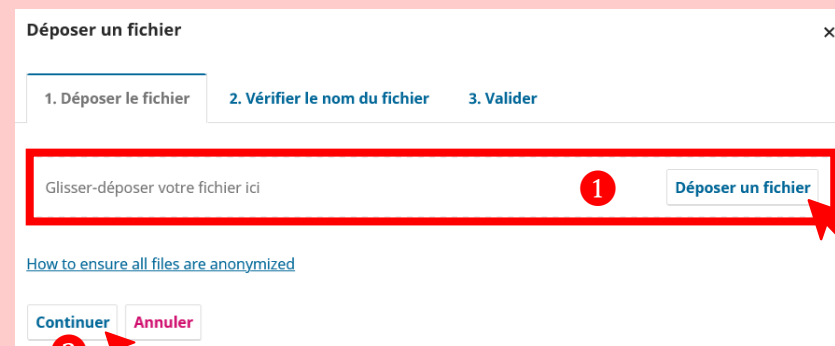 Déposer un fichier ×
1. Déposer le fichier 2. Vérifier le nom du fichier 3. Valider
Glisser-déposer votre fichier ici 1 Déposer un fichier
How to ensure all files are anonymized
Continuer Annuler